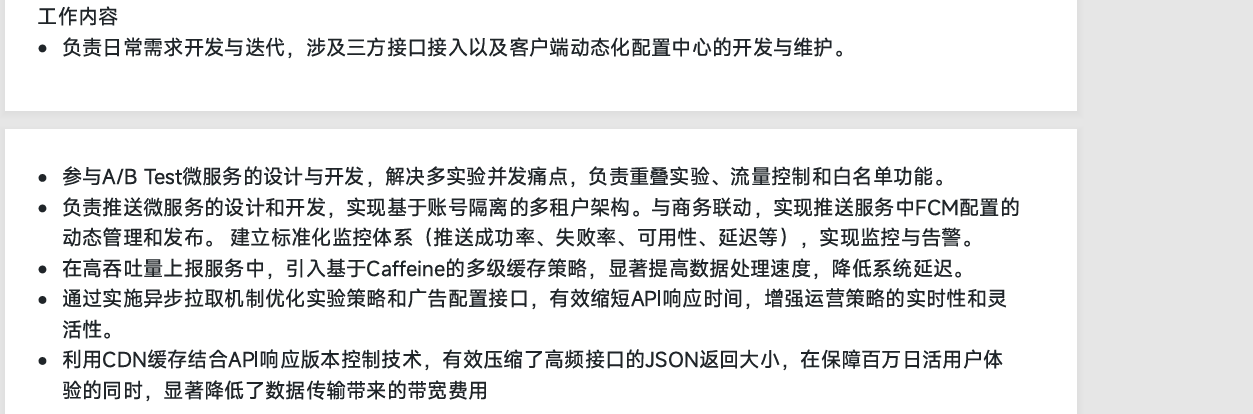 工作内容
• 负责日常需求开发与迭代，涉及三方接口接入以及客户端动态化配置中心的开发与维护。
• 参与A/B Test微服务的设计与开发，解决多实验并发痛点，负责重叠实验、流量控制和白名单功能。
• 负责推送微服务的设计和开发，实现基于账号隔离的多租户架构。与商务联动，实现推送服务中FCM配置的
动态管理和发布。 建立标准化监控体系（推送成功率、失败率、可用性、延迟等），实现监控与告警。
• 在高吞吐量上报服务中，引入基于Caffeine的多级缓存策略，显著提高数据处理速度，降低系统延迟。
• 通过实施异步拉取机制优化实验策略和广告配置接口，有效缩短API响应时间，增强运营策略的实时性和灵
活性。
• 利用CDN缓存结合API响应版本控制技术，有效压缩了高频接口的JSON返回大小，在保障百万日活用户体
验的同时，显著降低了数据传输带来的带宽费用